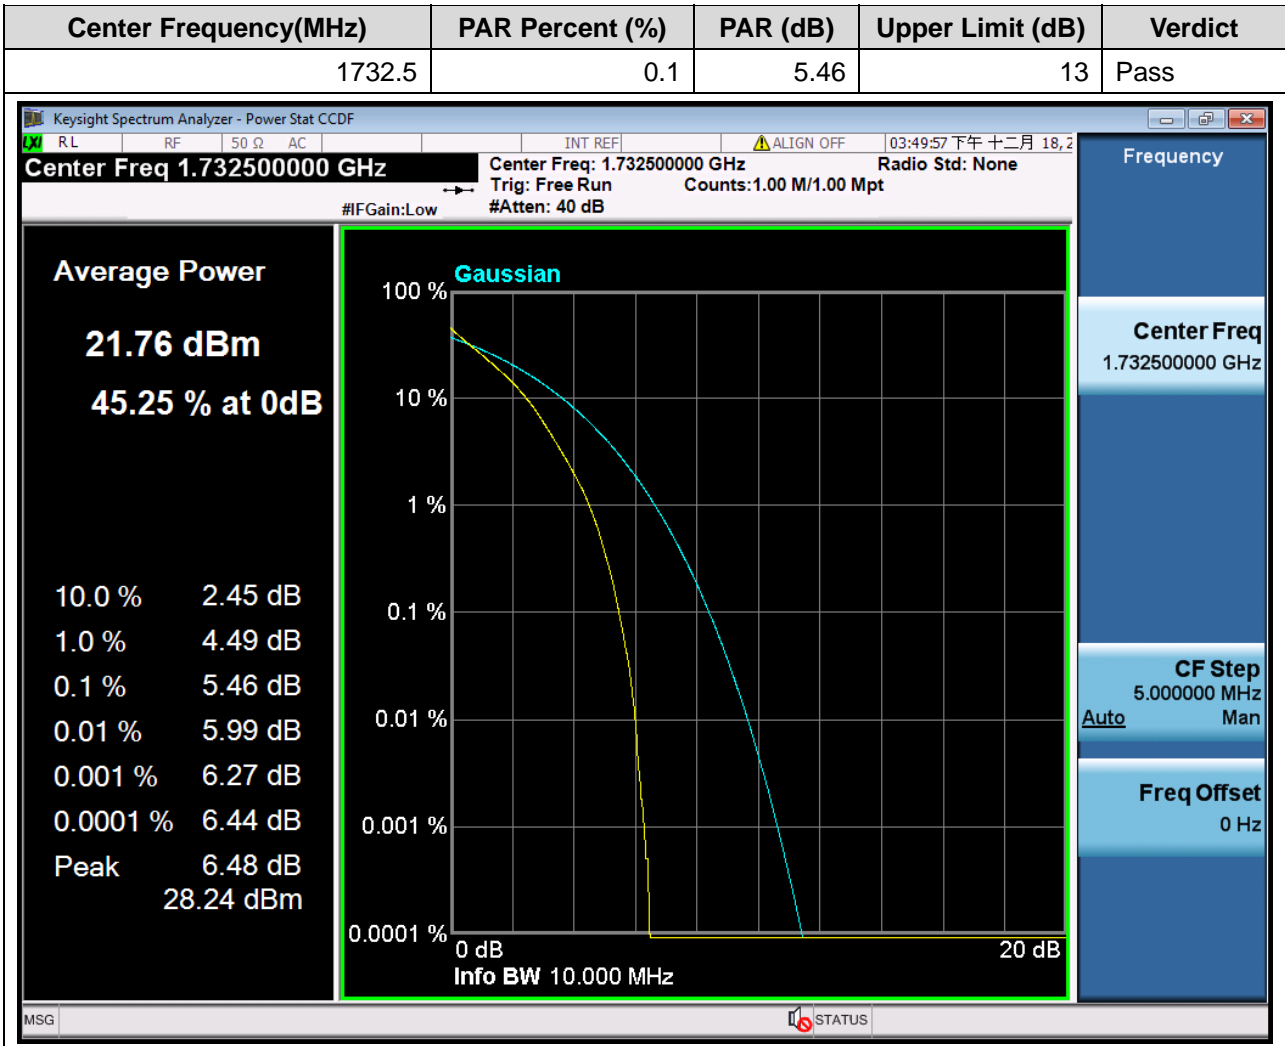 Center Frequency(MHz) PAR Percent (%) PAR (dB) Upper Limit (dB) Verdict
1732.5 0.1 5.46 13 Pass
Keysight Spectrum Analyzer - Power Stat CCDF
LXI RL RF 50 Ω AC INT REF ALIGN OFF 03:49:57 下午 十二月 18, 2
Center Freq 1.732500000 GHz
Center Freq: 1.732500000 GHz Radio Std: None
Trig: Free Run Counts:1.00 M/1.00 Mpt
#IFGain:Low #Atten: 40 dB
Frequency
Average Power
21.76 dBm
45.25 % at 0dB
10.0 % 2.45 dB
1.0 % 4.49 dB
0.1 % 5.46 dB
0.01 % 5.99 dB
0.001 % 6.27 dB
0.0001 % 6.44 dB
Peak 6.48 dB
28.24 dBm
Gaussian
100 %
10 %
1 %
0.1 %
0.01 %
0.001 %
0.0001 %
0 dB 20 dB
Info BW 10.000 MHz
Center Freq
1.732500000 GHz
CF Step
5.000000 MHz
Auto Man
Freq Offset
0 Hz
MSG STATUS